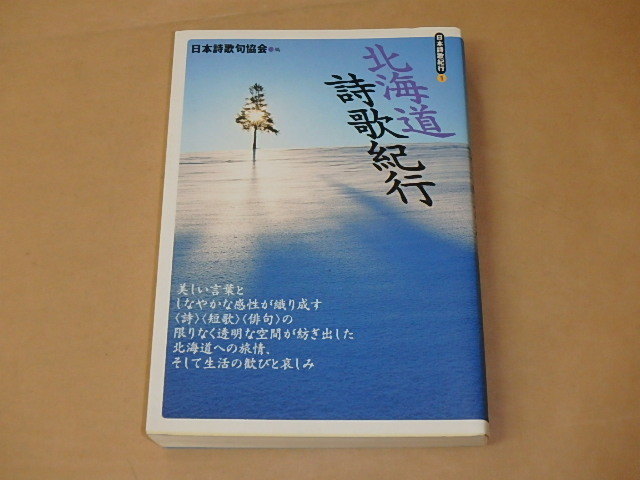 日本詩歌句協会●編
日本詩歌紀行 1
北海道
詩歌紀行
美しい言葉と
しなやかな感性が織り成す
〈詩〉〈短歌〉〈俳句〉の
限りなく透明な空間が紡ぎ出した
北海道への旅情、
そして生活の歓びと哀しみ